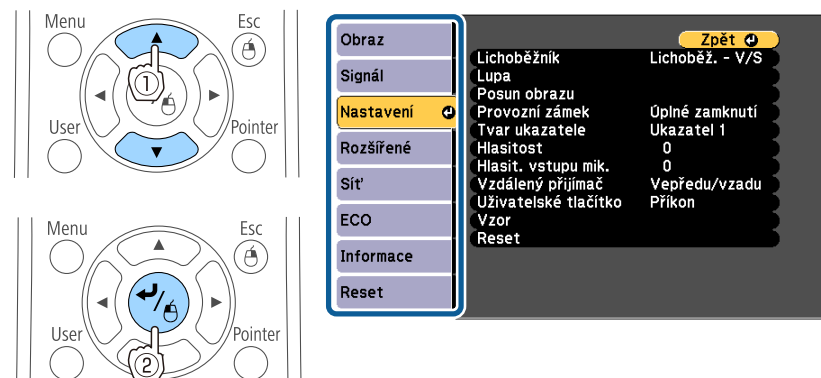 Menu
Esc
1
User
Pointer
Menu
Esc
User
Pointer
2
Obraz
Signál
Nastavení
Rozšířené
Síť
ECO
Informace
Reset
Zpět
Lichoběžník Lichoběž. - V/S
Lupa
Posun obrazu
Provozní zámek Úplné zamknutí
Tvar ukazatele Ukazatel 1
Hlasitost 0
Hlasit. vstupu mik. 0
Vzdálený přijímač Vepředu/vzadu
Uživatelské tlačítko Příkon
Vzor
Reset